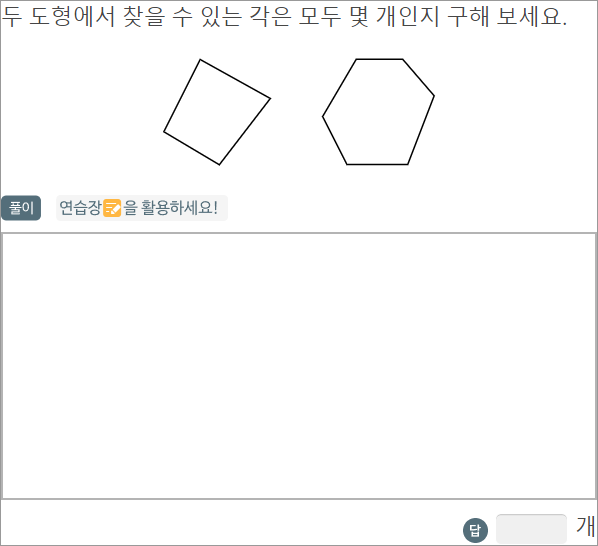 두 도형에서 찾을 수 있는 각은 모두 몇 개인지 구해 보세요.
풀이 연습장을 활용하세요!
답 개